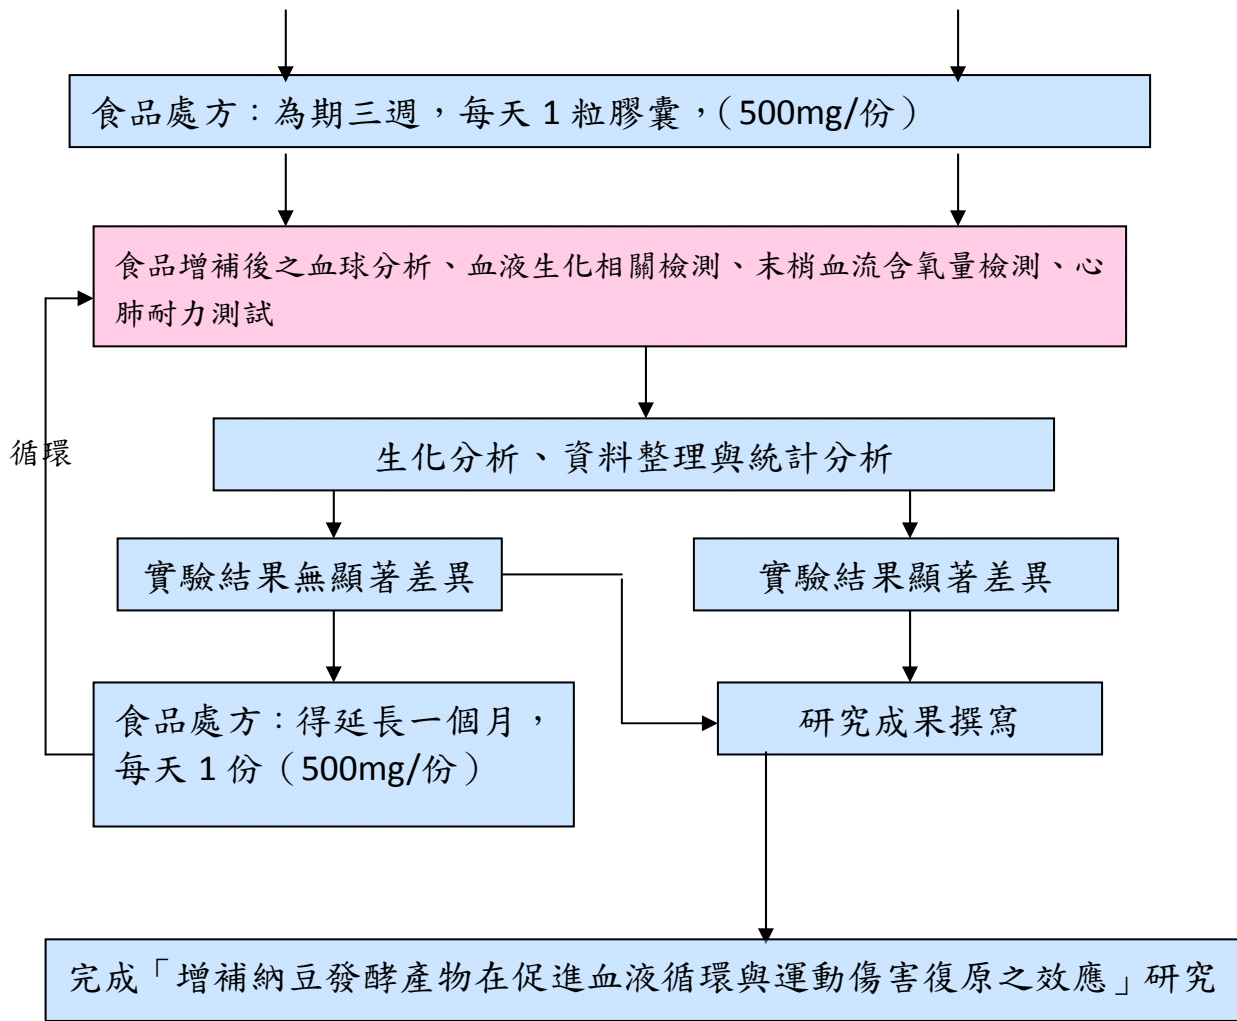 食品處方：為期三週，每天 1 粒膠囊，（500mg/份）
食品增補後之血球分析、血液生化相關檢測、末梢血流含氧量檢測、心
肺耐力測試
循環
生化分析、資料整理與統計分析
實驗結果無顯著差異
實驗結果顯著差異
食品處方：得延長一個月，
每天 1 份（500mg/份）
研究成果撰寫
完成「增補納豆發酵產物在促進血液循環與運動傷害復原之效應」研究